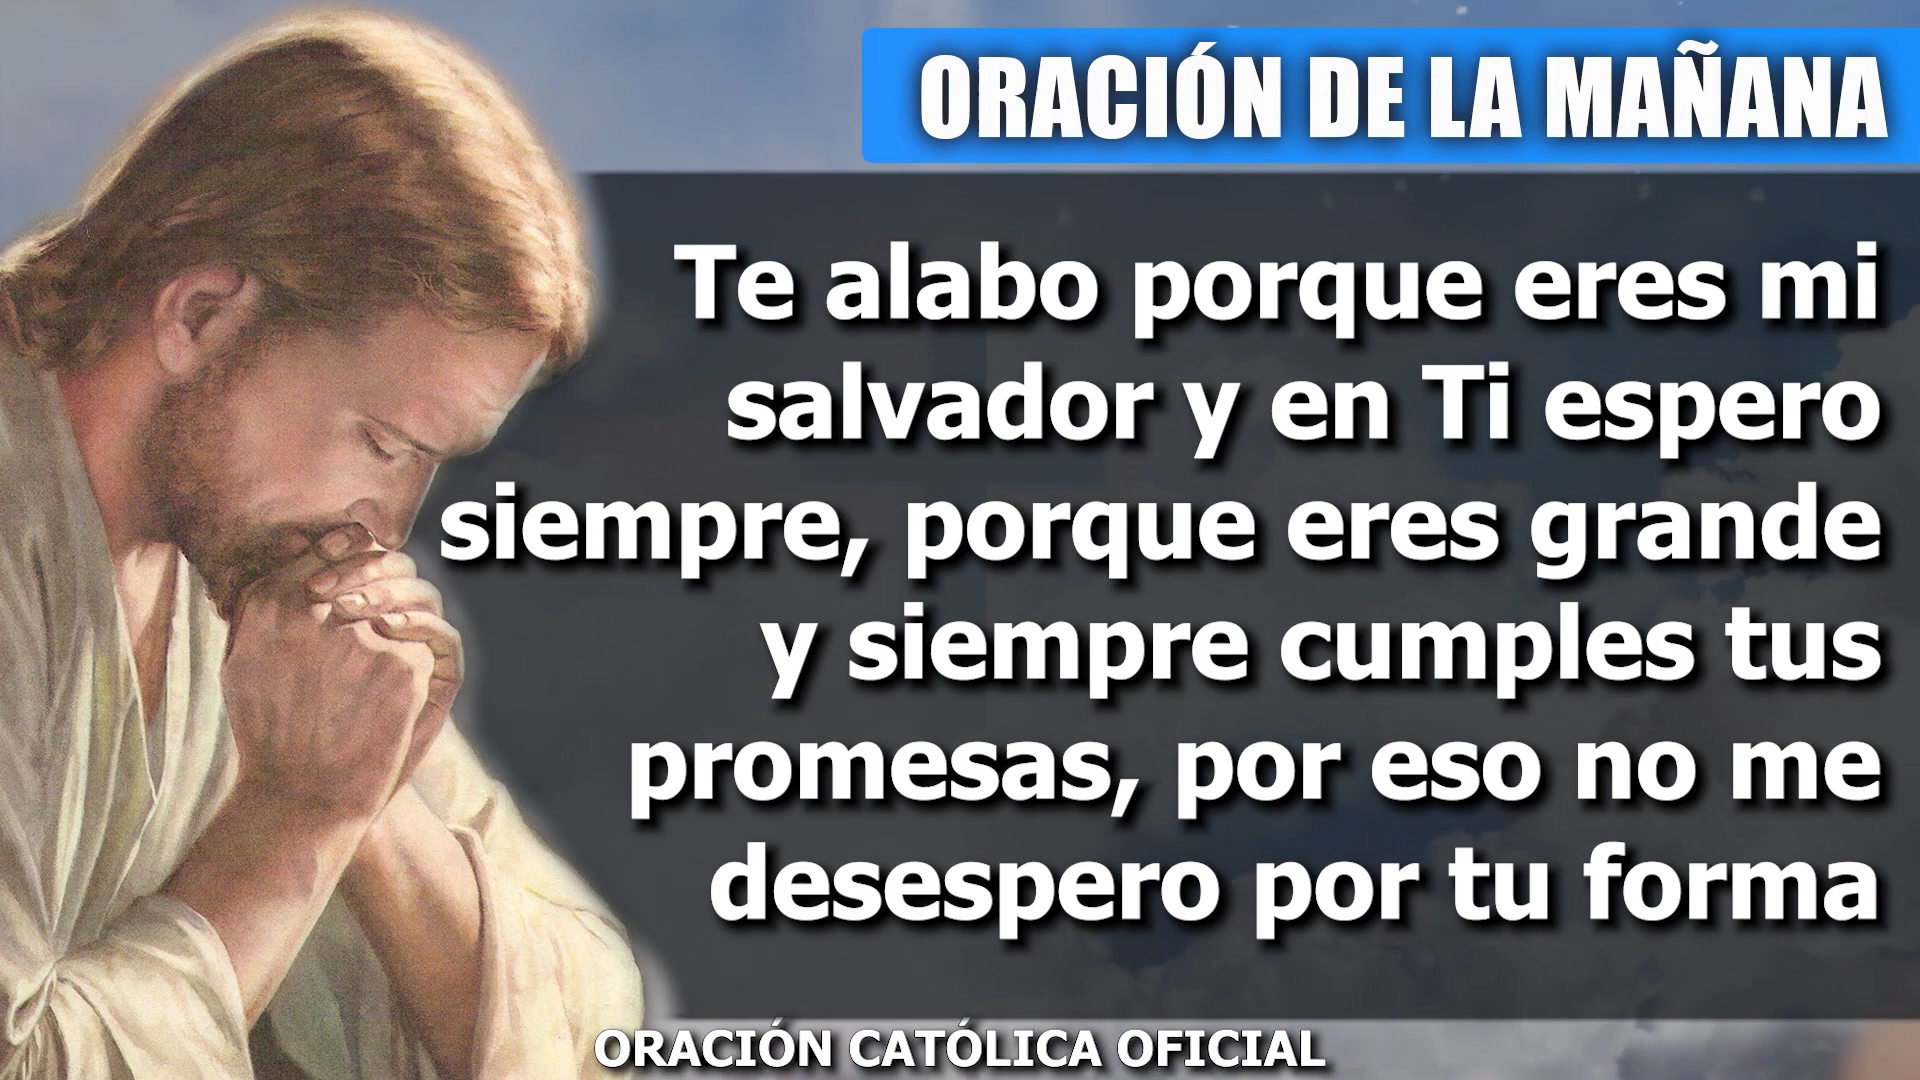 ORACIÓN DE LA MAÑANA
Te alabo porque eres mi
salvador y en Ti espero
siempre, porque eres grande
y siempre cumples tus
promesas, por eso no me
desespero por tu forma
ORACIÓN CATÓLICA OFICIAL